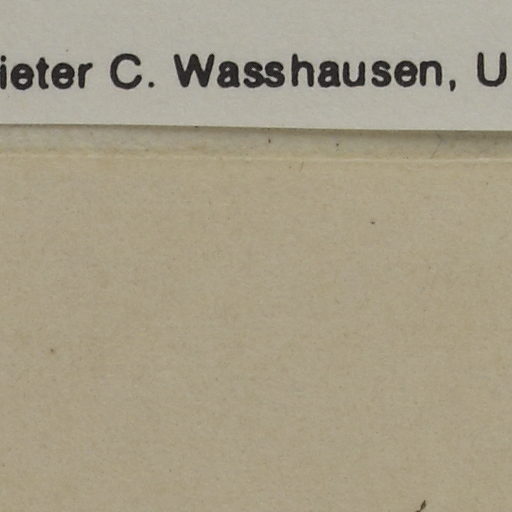 ieter C. Wasshausen, U